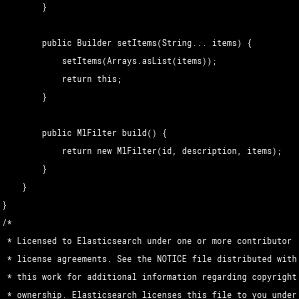 }
public Builder setItems(String... items) {
setItems(Arrays.asList(items));
return this;
}
public MlFilter build() {
return new MlFilter(id, description, items);
}
}
}
/*
* Licensed to Elasticsearch under one or more contributor
* license agreements. See the NOTICE file distributed with
* this work for additional information regarding copyright
* ownership. Elasticsearch licenses this file to you under